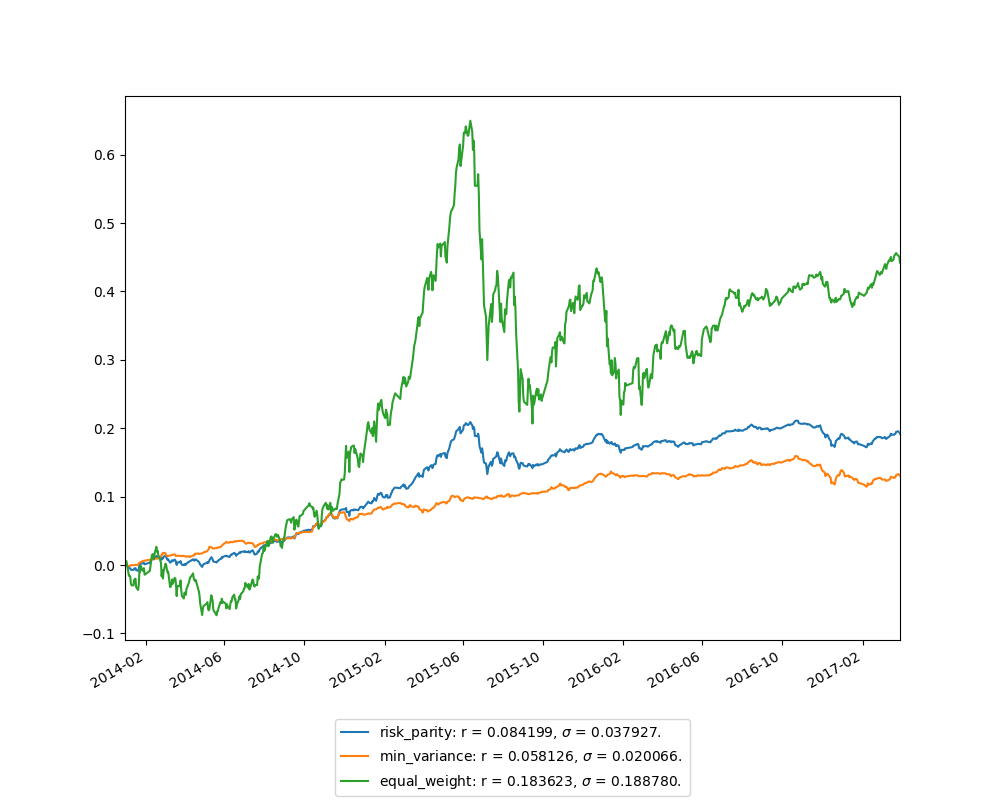 0.6
0.5
0.4
0.3
0.2
0.1
0.0
−0.1
2014-02 2014-06 2014-10 2015-02 2015-06 2015-10 2016-02 2016-06 2016-10 2017-02
risk_parity: r = 0.084199, σ = 0.037927.
min_variance: r = 0.058126, σ = 0.020066.
equal_weight: r = 0.183623, σ = 0.188780.